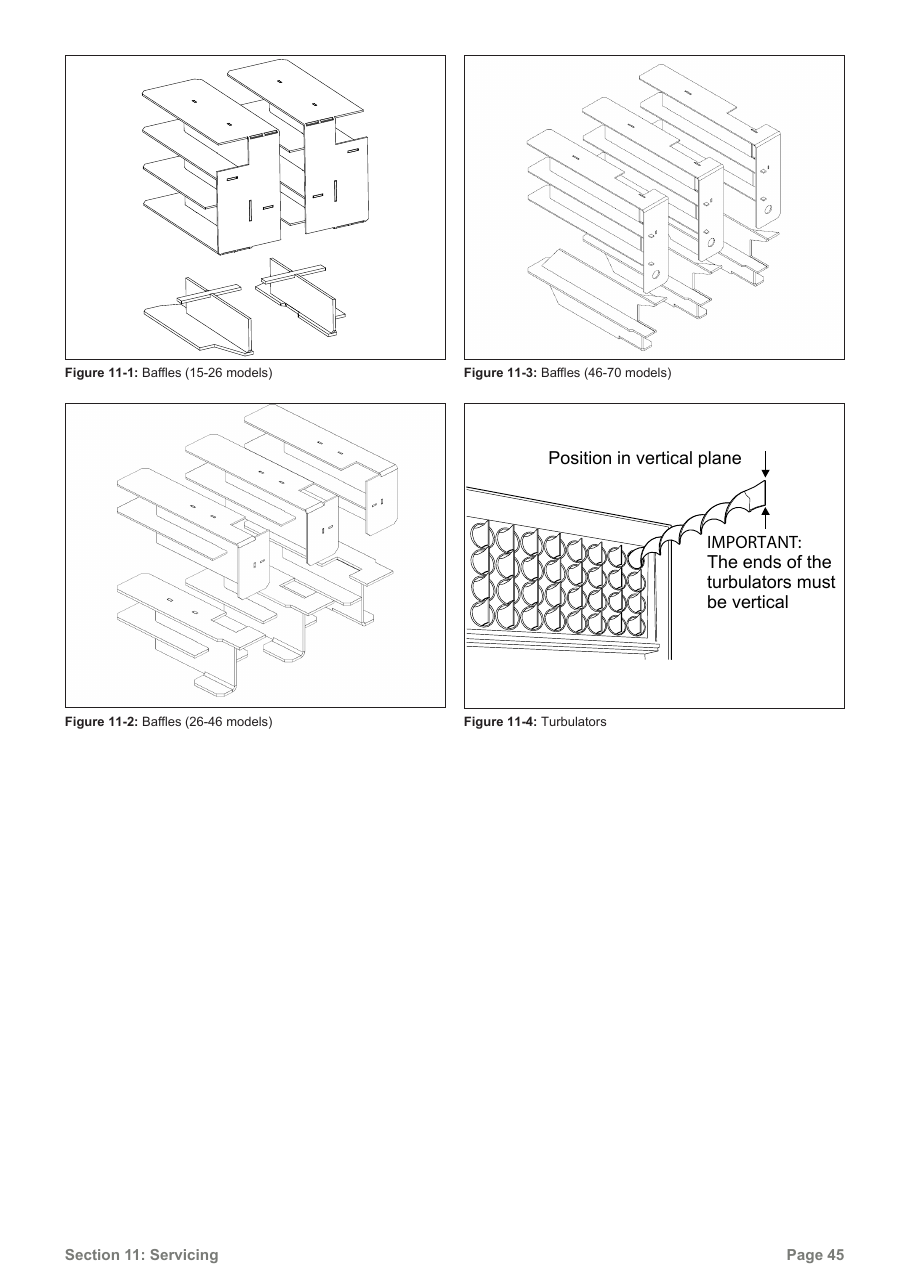 Figure 11-1: Baffles (15-26 models)
Figure 11-3: Baffles (46-70 models)
Position in vertical plane
IMPORTANT:
The ends of the
turbulators must
be vertical
Figure 11-2: Baffles (26-46 models)
Figure 11-4: Turbulators
Section 11: Servicing
Page 45